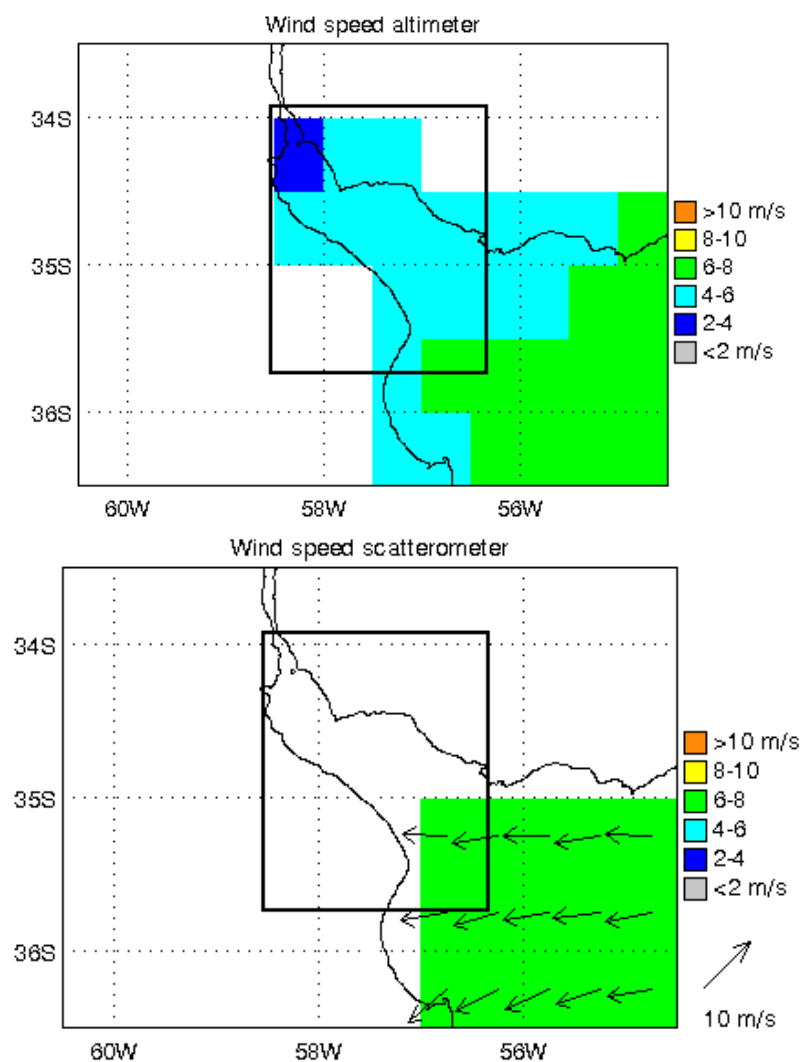 Wind speed altimeter
34S
35S
36S
60W 58W 56W
>10 m/s
8-10
6-8
4-6
2-4
<2 m/s
Wind speed scatterometer
34S
35S
36S
60W 58W 56W
>10 m/s
8-10
6-8
4-6
2-4
<2 m/s
10 m/s